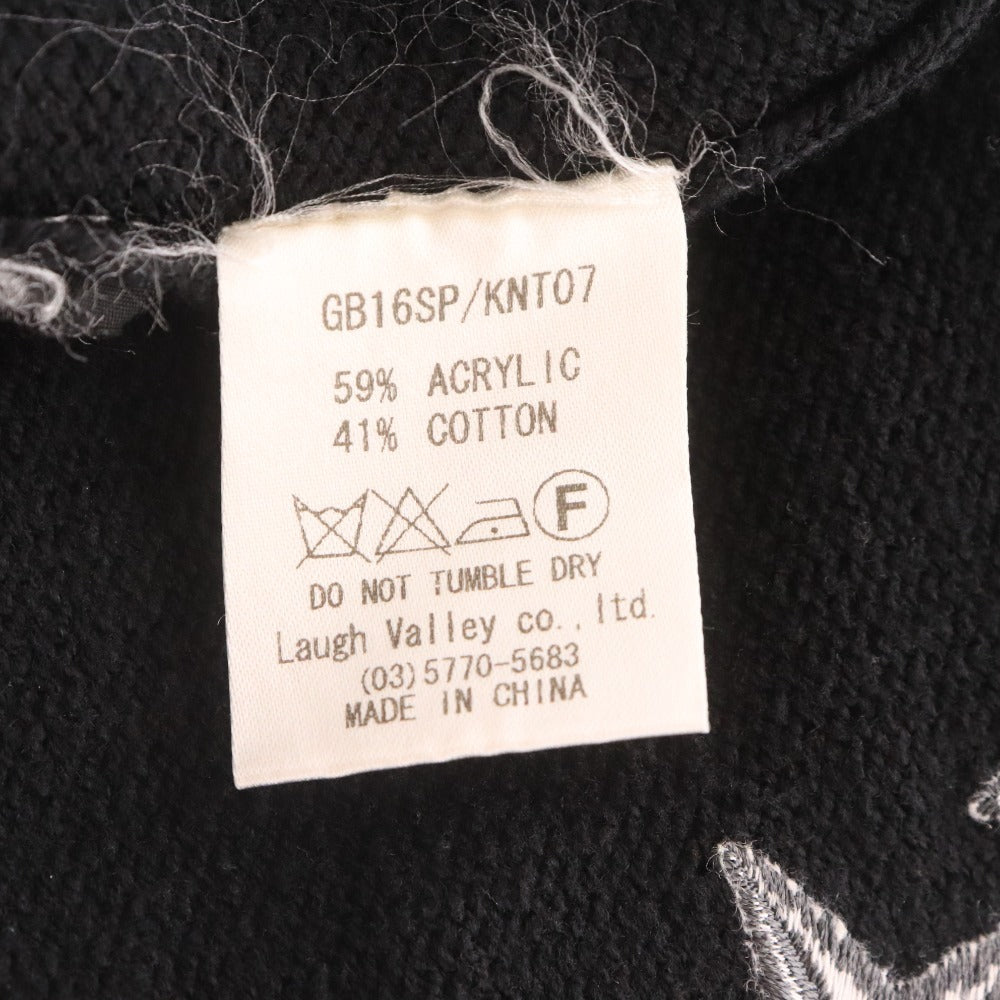 GB16SP/KNT07
59% ACRYLIC
41% COTTON
F
DO NOT TUMBLE DRY
Laugh Valley co., ltd.
(03)5770-5683
MADE IN CHINA